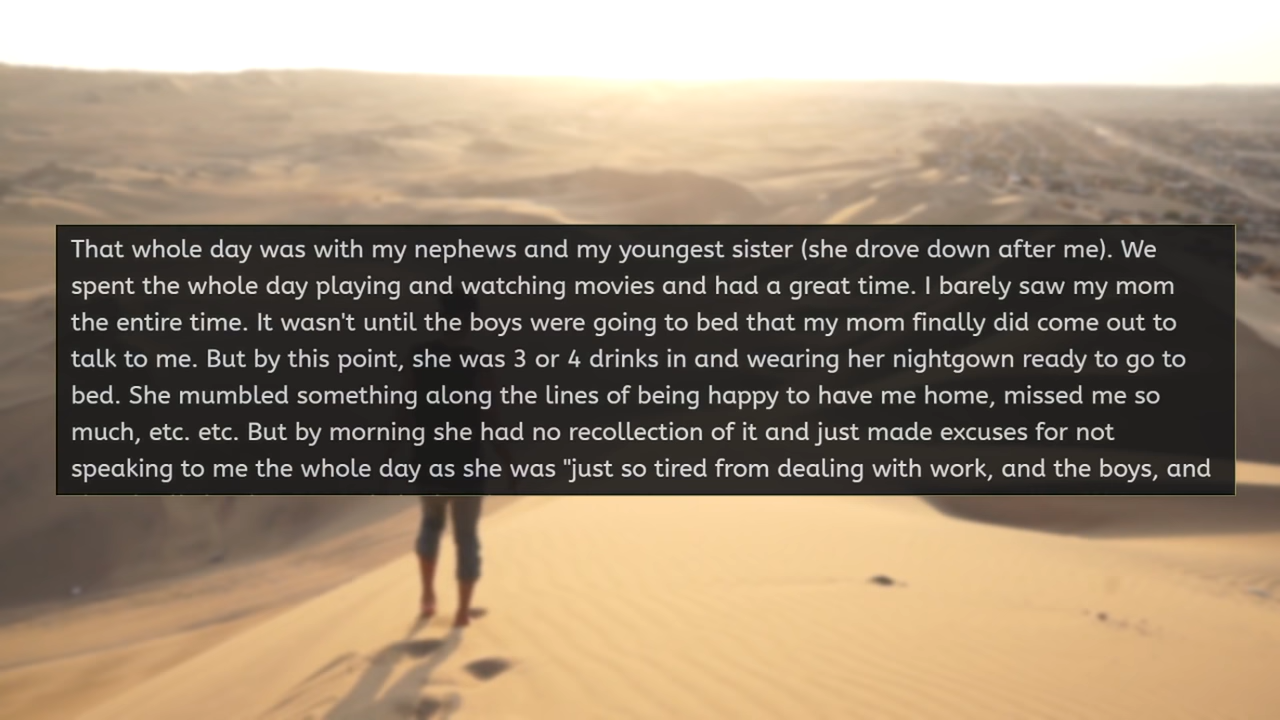 That whole day was with my nephews and my youngest sister (she drove down after me). We
spent the whole day playing and watching movies and had a great time. I barely saw my mom
the entire time. It wasn't until the boys were going to bed that my mom finally did come out to
talk to me. But by this point, she was 3 or 4 drinks in and wearing her nightgown ready to go to
bed. She mumbled something along the lines of being happy to have me home, missed me so
much, etc. etc. But by morning she had no recollection of it and just made excuses for not
speaking to me the whole day as she was "just so tired from dealing with work, and the boys, and